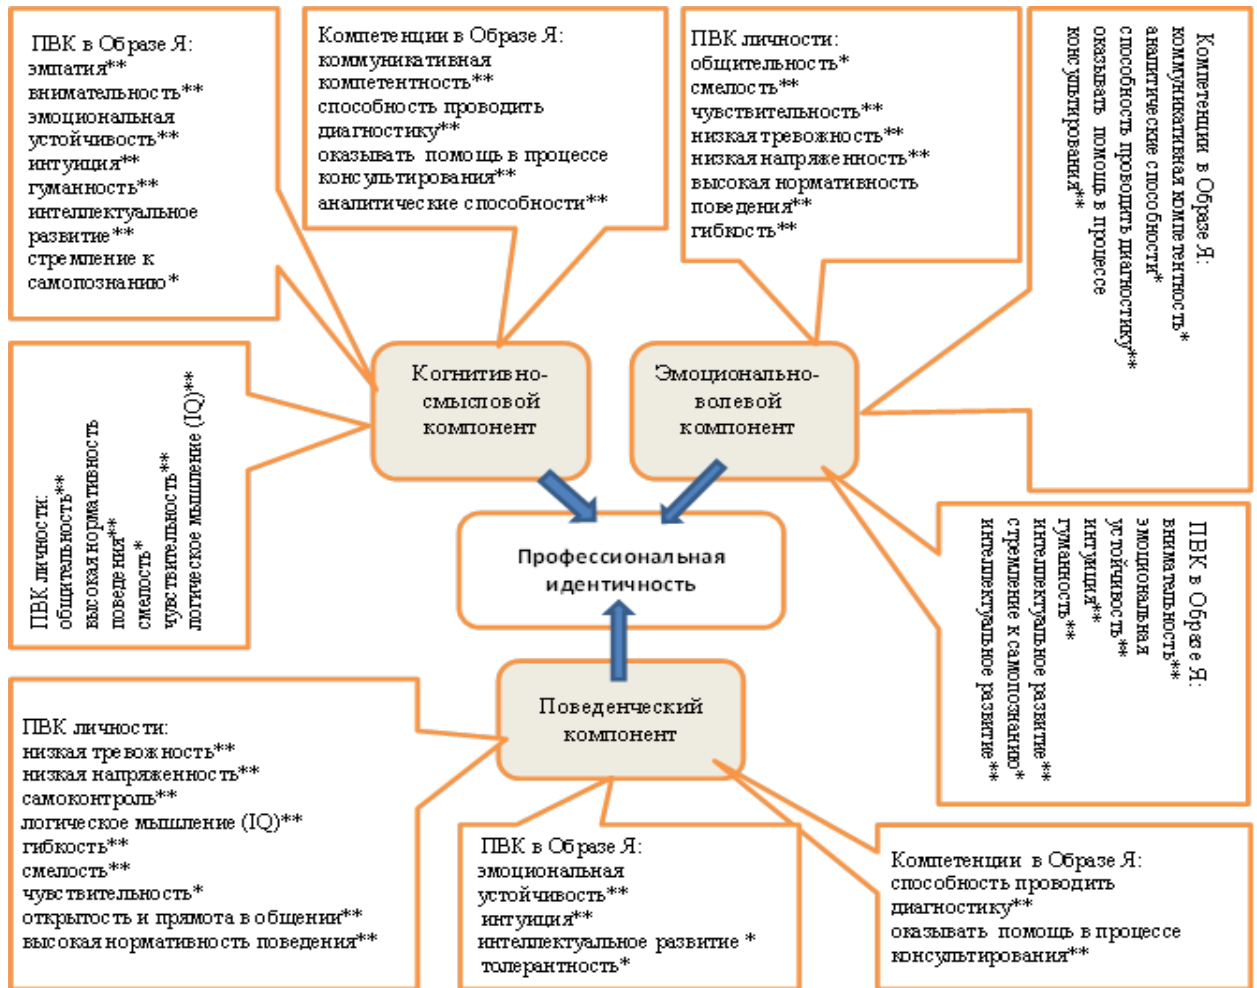 ПВК в Образе Я:
эмпатия**
внимательность**
эмоциональная
устойчивость**
интуиция**
гуманность**
интеллектуальное
развитие**
стремление к
самопознанию*
Компетенции в Образе Я:
коммуникативная
компетентность**
способность проводить
диагностику**
оказывать помощь в процессе
консультирования**
аналитические способности**
ПВК личности:
общительность*
смелость**
чувствительность**
низкая тревожность**
низкая напряженность**
высокая нормативность
поведения**
гибкость**
Компетенции в Образе Я:
коммуникативная компетентность*
аналитические способности*
способность проводить диагностику**
оказывать помощь в процессе
консультирования**
Когнитивно-
смысловой
компонент
Эмоционально-
волевой
компонент
ПВК личности:
общительность**
высокая нормативность
поведения**
смелость*
чувствительность**
логическое мышление (IQ)**
Профессиональная
идентичность
ПВК в Образе Я:
внимательность**
эмоциональная
устойчивость**
интуиция**
гуманность**
интеллектуальное развитие**
стремление к самопознанию*
интеллектуальное развитие**
Поведенческий
компонент
ПВК личности:
низкая тревожность**
низкая напряженность**
самоконтроль**
логическое мышление (IQ)**
гибкость**
смелость**
чувствительность*
открытость и прямота в общении**
высокая нормативность поведения**
ПВК в Образе Я:
эмоциональная
устойчивость**
интуиция**
интеллектуальное развитие *
толерантность*
Компетенции в Образе Я:
способность проводить
диагностику**
оказывать помощь в процессе
консультирования**